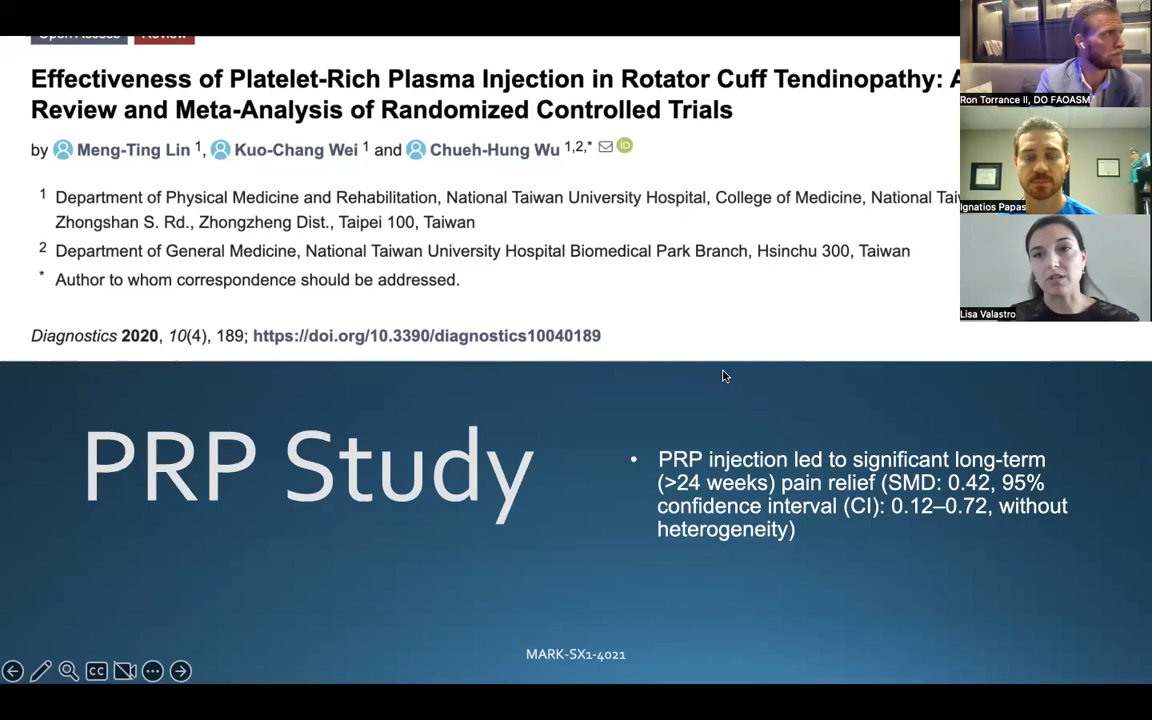 Open Access Review
Effectiveness of Platelet-Rich Plasma Injection in Rotator Cuff Tendinopathy: A
Review and Meta-Analysis of Randomized Controlled Trials
by Meng-Ting Lin 1, Kuo-Chang Wei 1 and Chueh-Hung Wu 1,2,* iD
1 Department of Physical Medicine and Rehabilitation, National Taiwan University Hospital, College of Medicine, National
Zhongshan S. Rd., Zhongzheng Dist., Taipei 100, Taiwan
2 Department of General Medicine, National Taiwan University Hospital Biomedical Park Branch, Hsinchu 300, Taiwan
* Author to whom correspondence should be addressed.
Diagnostics 2020, 10(4), 189; https://doi.org/10.3390/diagnostics10040189
Ron Torrance II, DO FAOASM
Ignatios Papas
Lisa Valastro
PRP Study
• PRP injection led to significant long-term
(>24 weeks) pain relief (SMD: 0.42, 95%
confidence interval (CI): 0.12–0.72, without
heterogeneity)
MARK-SX1-4021
CC